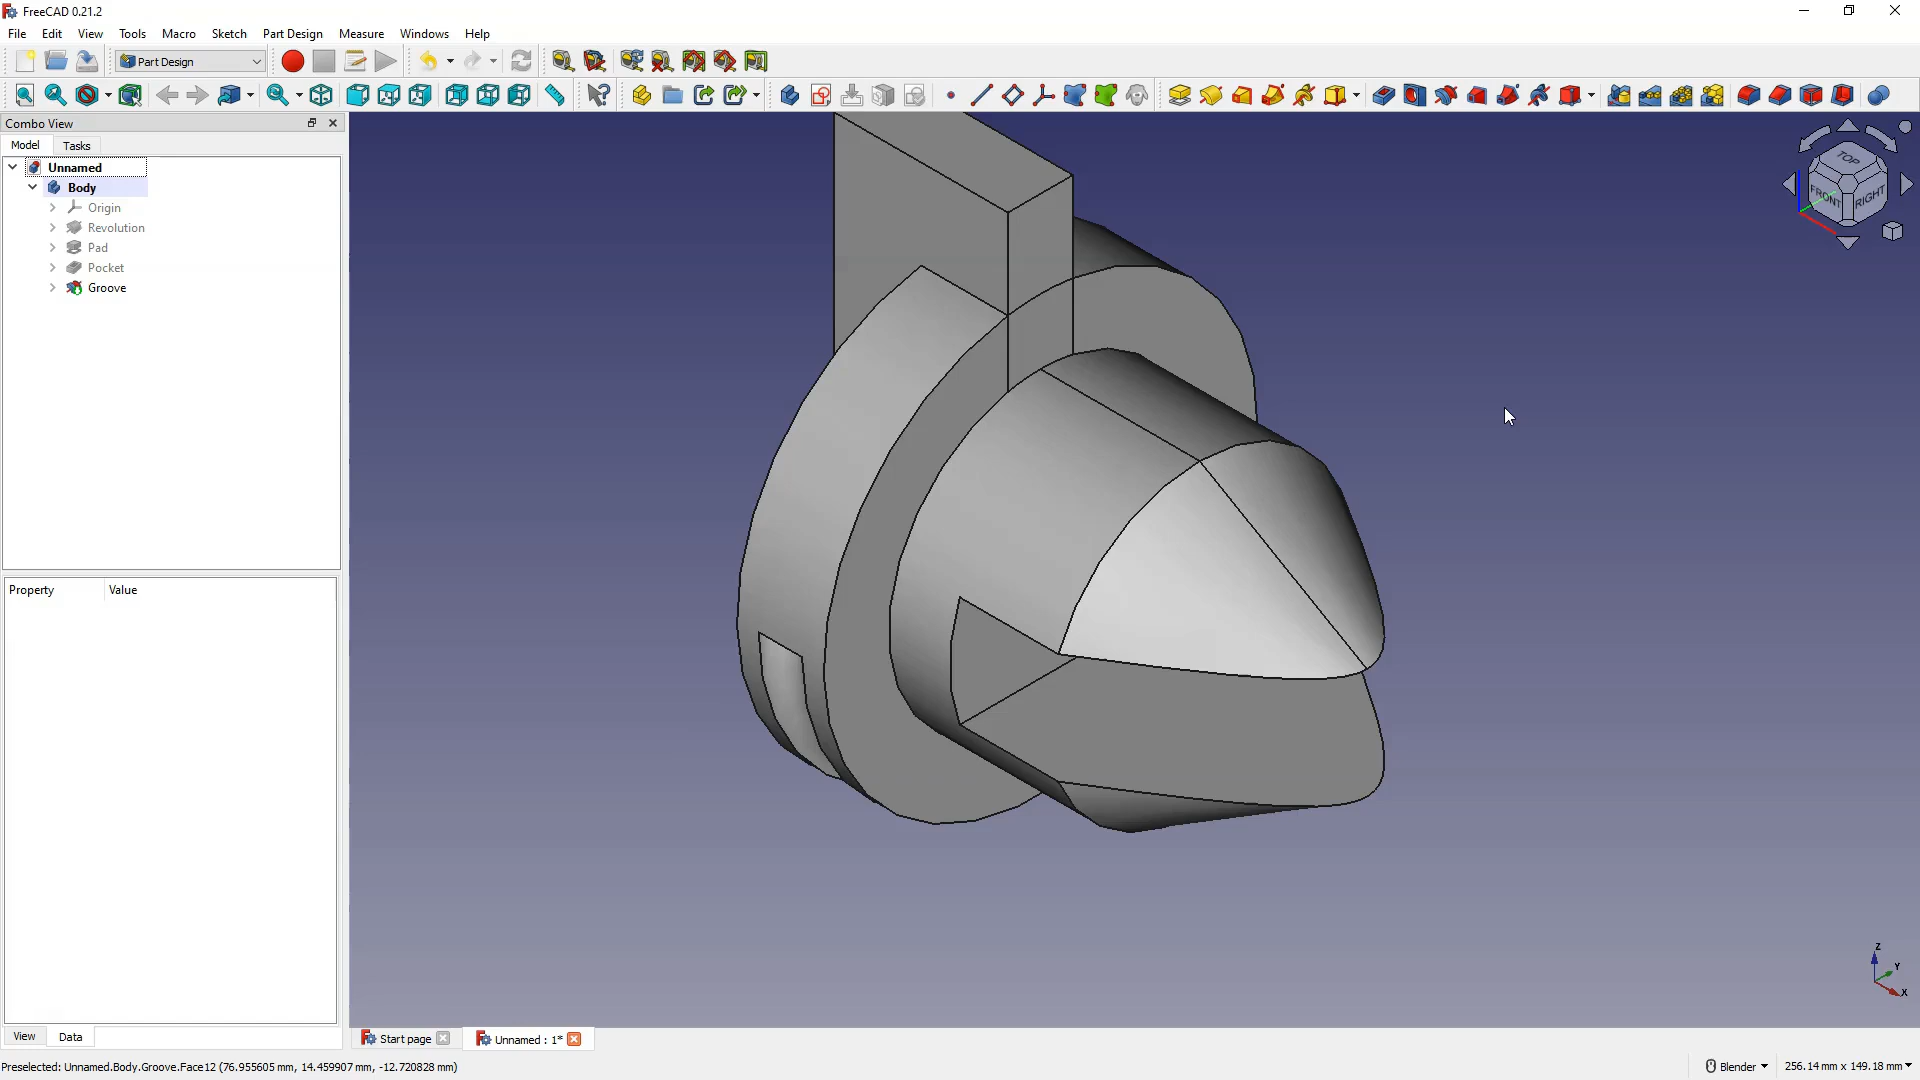 FreeCAD 0.21.2
File Edit View Tools Macro Sketch Part Design Measure Windows Help
Part Design
Combo View
Model Tasks
Unnamed
Body
Origin
Revolution
Pad
Pocket
Groove
Property Value
View Data
TOP
FRONT
RIGHT
Z
Y
X
Start page
Unnamed : 1*
Preselected: Unnamed.Body.Groove.Face12 (76.955605 mm, 14.459907 mm, -12.720828 mm)
Blender
256.14 mm x 149.18 mm